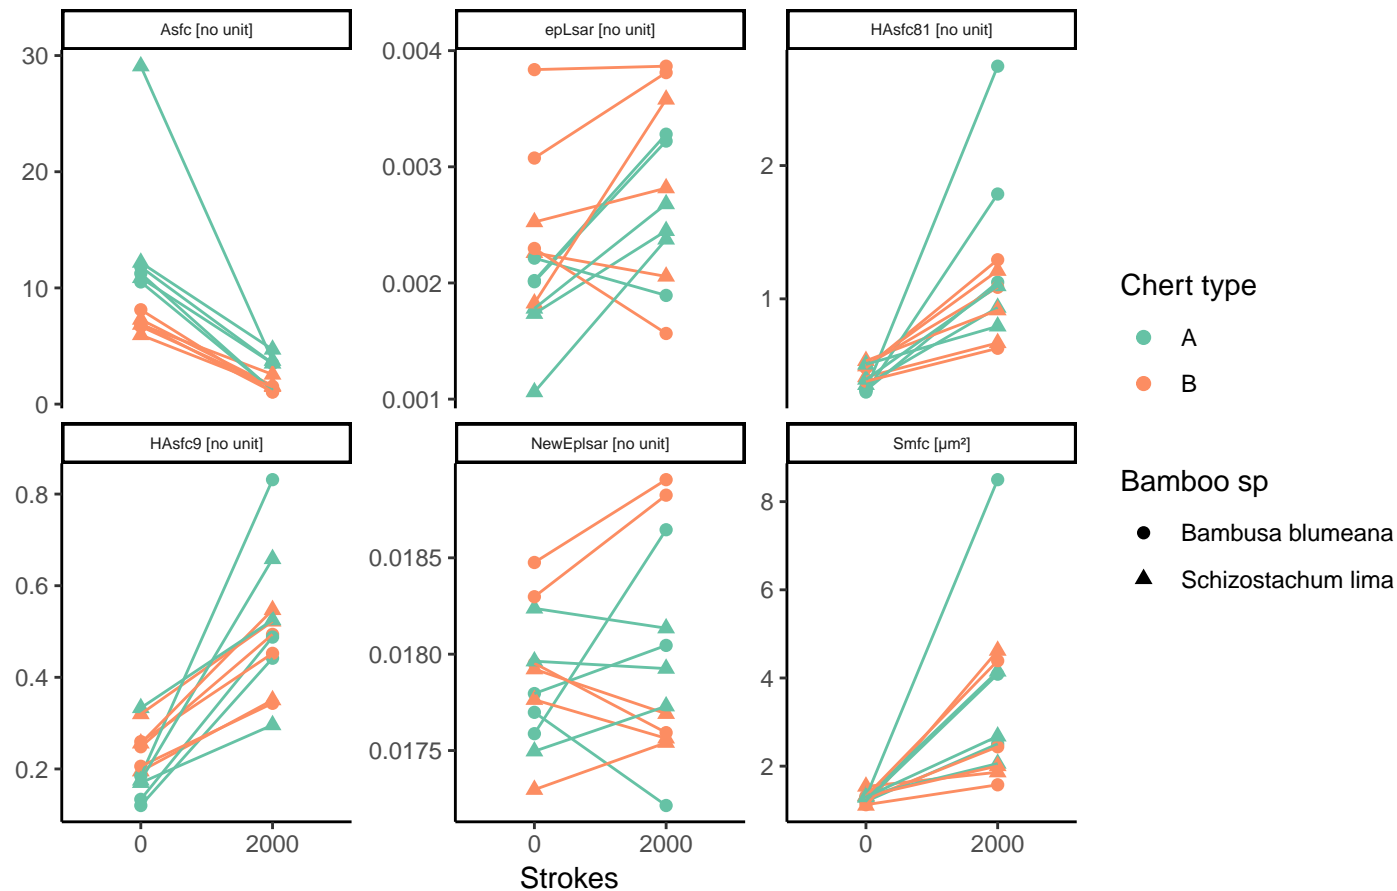 Asfc [no unit]
epLsar [no unit]
HAsfc81 [no unit]
30
20
10
0
0.004
0.003
0.002
0.001
2
1
HAsfc9 [no unit]
NewEplsar [no unit]
Smfc [µm²]
0.8
0.6
0.4
0.2
0.0185
0.0180
0.0175
8
6
4
2
0
2000
0
2000
0
2000
Strokes
Chert type
A
B
Bamboo sp
Bambusa blumeana
Schizostachum lima